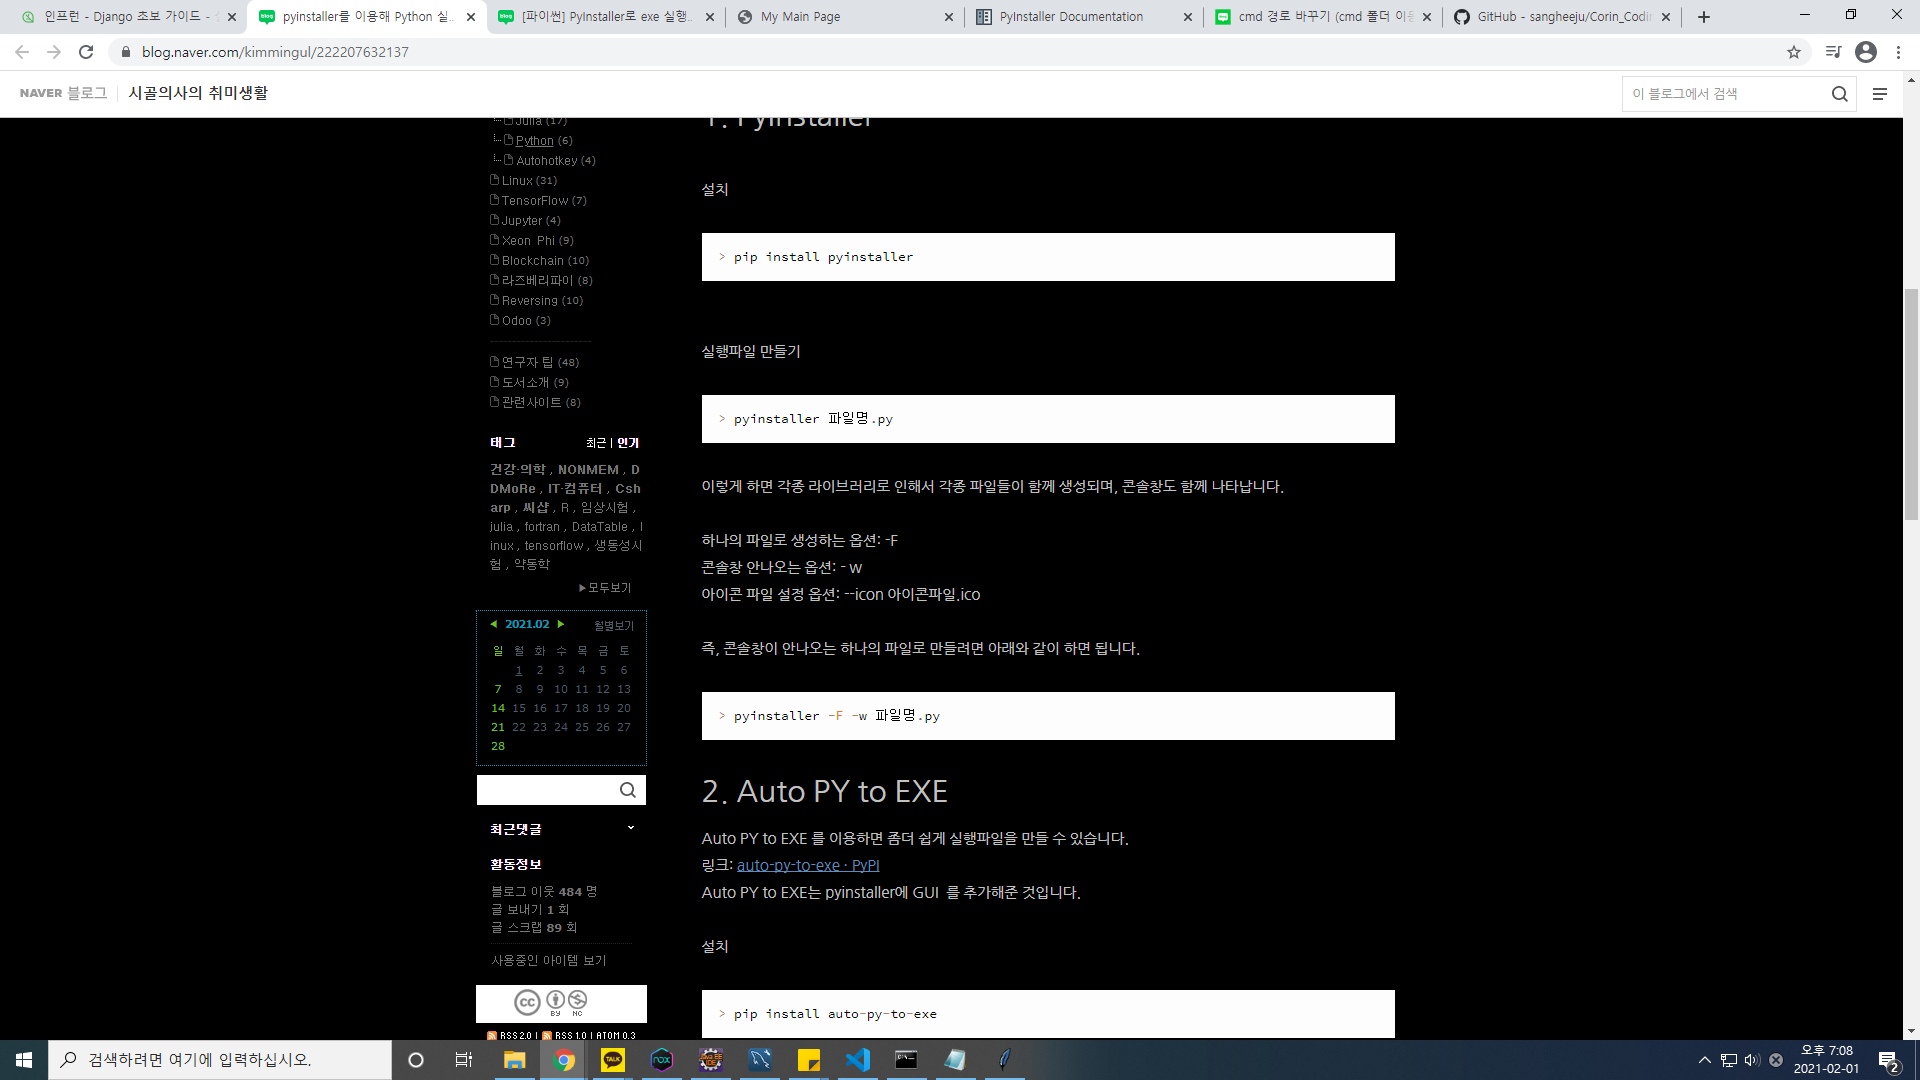 인프런 - Django 초보 가이드 -
pyinstaller를 이용해 Python 실
[파이썬] PyInstaller로 exe 실행
My Main Page
PyInstaller Documentation
cmd 경로 바꾸기 (cmd 폴더 이동
GitHub - sangheeju/Corin_Codin
blog.naver.com/kimmingul/222207632137
NAVER 블로그 | 시골의사의 취미생활
이 블로그에서 검색
Julia (17)
Python (6)
Autohotkey (4)
Linux (31)
TensorFlow (7)
Jupyter (4)
Xeon Phi (9)
Blockchain (10)
라즈베리파이 (8)
Reversing (10)
Odoo (3)
연구자 팁 (48)
도서소개 (9)
관련사이트 (8)
태그 최근 | 인기
건강·의학 , NONMEM , D
DMoRe , IT·컴퓨터 , Csh
arp , 씨샵 , R , 임상시험 ,
julia , fortran , DataTable , l
inux , tensorflow , 생동성시
험 , 약동학
▶모두보기
◀ 2021.02 ▶ 월별보기
일 월 화 수 목 금 토
1 2 3 4 5 6
7 8 9 10 11 12 13
14 15 16 17 18 19 20
21 22 23 24 25 26 27
28
최근댓글
활동정보
블로그 이웃 484 명
글 보내기 1 회
글 스크랩 89 회
사용중인 아이템 보기
cc BY NC
RSS 2.0 | RSS 1.0 | ATOM 0.3
1. PyInstaller
설치
> pip install pyinstaller
실행파일 만들기
> pyinstaller 파일명.py
이렇게 하면 각종 라이브러리로 인해서 각종 파일들이 함께 생성되며, 콘솔창도 함께 나타납니다.
하나의 파일로 생성하는 옵션: -F
콘솔창 안나오는 옵션: - w
아이콘 파일 설정 옵션: --icon 아이콘파일.ico
즉, 콘솔창이 안나오는 하나의 파일로 만들려면 아래와 같이 하면 됩니다.
> pyinstaller -F -w 파일명.py
2. Auto PY to EXE
Auto PY to EXE 를 이용하면 좀더 쉽게 실행파일을 만들 수 있습니다.
링크: auto-py-to-exe · PyPI
Auto PY to EXE는 pyinstaller에 GUI 를 추가해준 것입니다.
설치
> pip install auto-py-to-exe
검색하려면 여기에 입력하십시오.
TALK
nox
Java EE
IDE
오후 7:08
2021-02-01
2